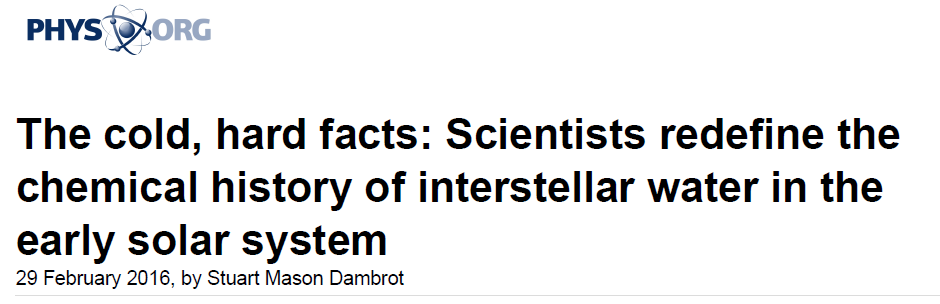 PHYS ORG
The cold, hard facts: Scientists redefine the
chemical history of interstellar water in the
early solar system
29 February 2016, by Stuart Mason Dambrot